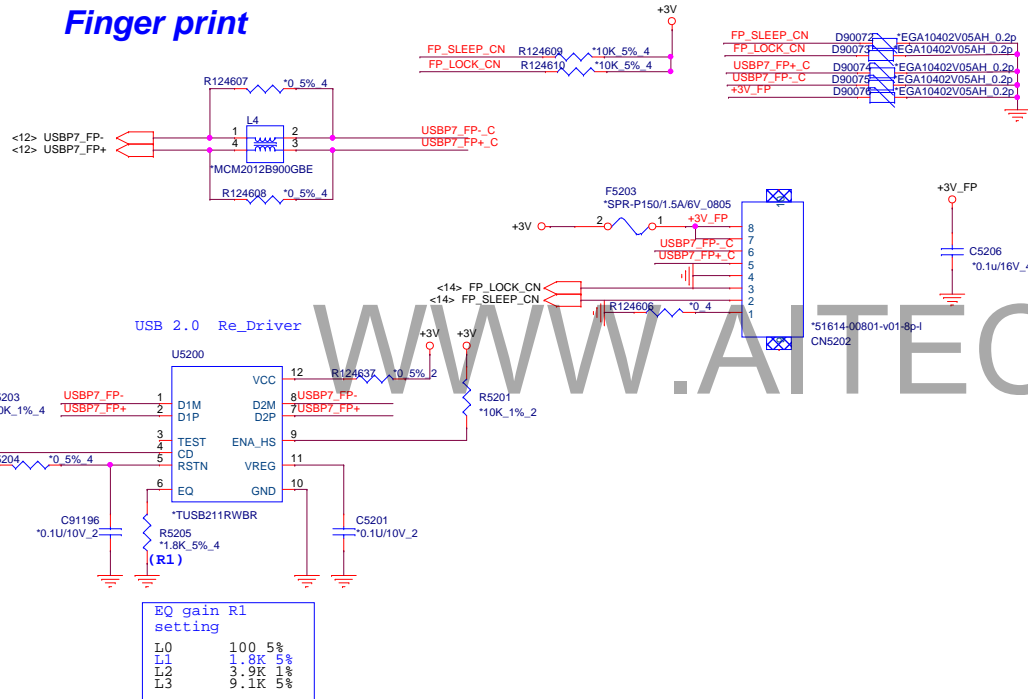 Finger print
+3V
FP_SLEEP_CN R124609 *10K_5%_4
FP_LOCK_CN R124610 *10K_5%_4
FP_SLEEP_CN D90072 *EGA10402V05AH_0.2p
FP_LOCK_CN D90073 *EGA10402V05AH_0.2p
USBP7_FP+_C D90074 *EGA10402V05AH_0.2p
USBP7_FP-_C D90075 *EGA10402V05AH_0.2p
+3V_FP D90076 *EGA10402V05AH_0.2p
R124607 *0_5%_4
L4
<12> USBP7_FP- 1 2 USBP7_FP-_C
<12> USBP7_FP+ 4 3 USBP7_FP+_C
*MCM2012B900GBE
R124608 *0_5%_4
F5203
*SPR-P150/1.5A/6V_0805
+3V 2 1 +3V_FP 8
7
USBP7_FP-_C 6
USBP7_FP+_C 5
4
<14> FP_LOCK_CN 3
<14> FP_SLEEP_CN 2
R124606 *0_4 1
*51614-00801-v01-8p-l
CN5202
+3V_FP
C5206
*0.1u/16V_4
WWW.AITEC
USB 2.0 Re_Driver
U5200
+3V +3V
VCC 12 R124637 *0_5%_2
5203
0K_1%_4
USBP7_FP- 1 D1M D2M 8 USBP7_FP-
USBP7_FP+ 2 D1P D2P 7 USBP7_FP+
R5201
*10K_1%_2
3 TEST ENA_HS 9
4 CD
5204 *0_5%_4 5 RSTN VREG 11
6 EQ GND 10
*TUSB211RWBR
C91196
*0.1U/10V_2
R5205
*1.8K_5%_4
(R1)
C5201
*0.1U/10V_2
EQ gain R1
setting
L0 100 5%
L1 1.8K 5%
L2 3.9K 1%
L3 9.1K 5%